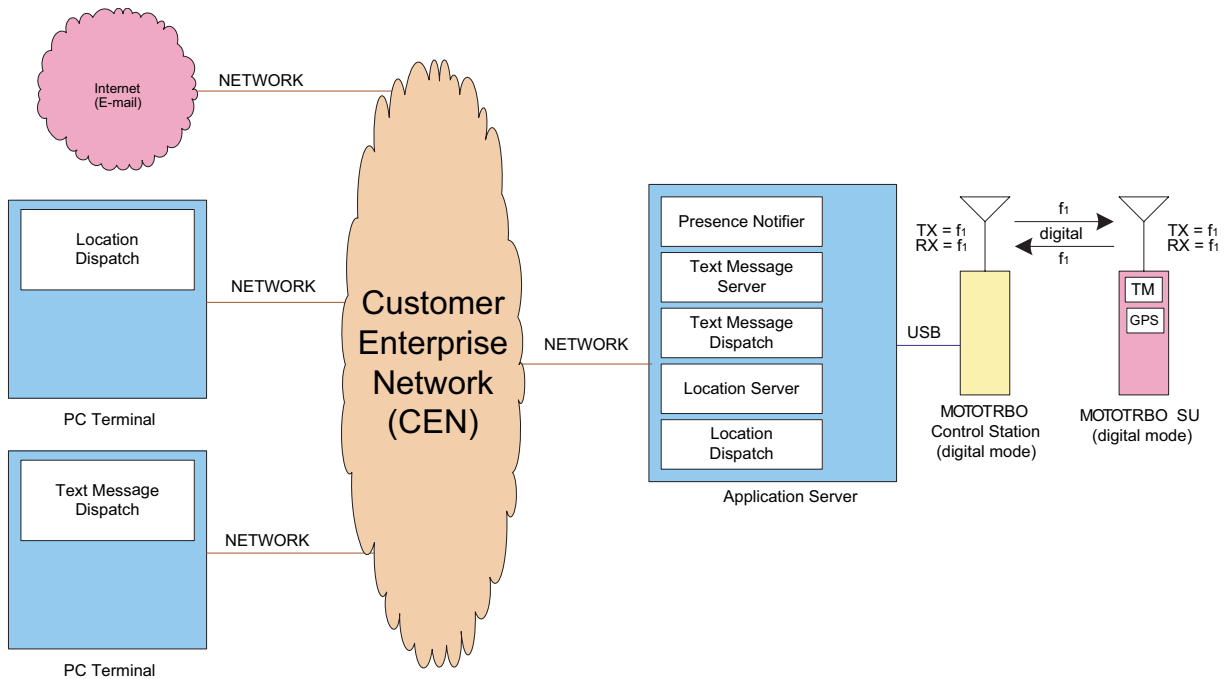 Internet
(E-mail)
NETWORK
Location
Dispatch
NETWORK
PC Terminal
Text Message
Dispatch
NETWORK
PC Terminal
Customer
Enterprise
Network
(CEN)
NETWORK
Presence Notifier
Text Message
Server
Text Message
Dispatch
Location Server
Location
Dispatch
Application Server
USB
TX = f1
RX = f1
f1
digital
f1
TX = f1
RX = f1
TM
GPS
MOTOTRBO
Control Station
(digital mode)
MOTOTRBO SU
(digital mode)